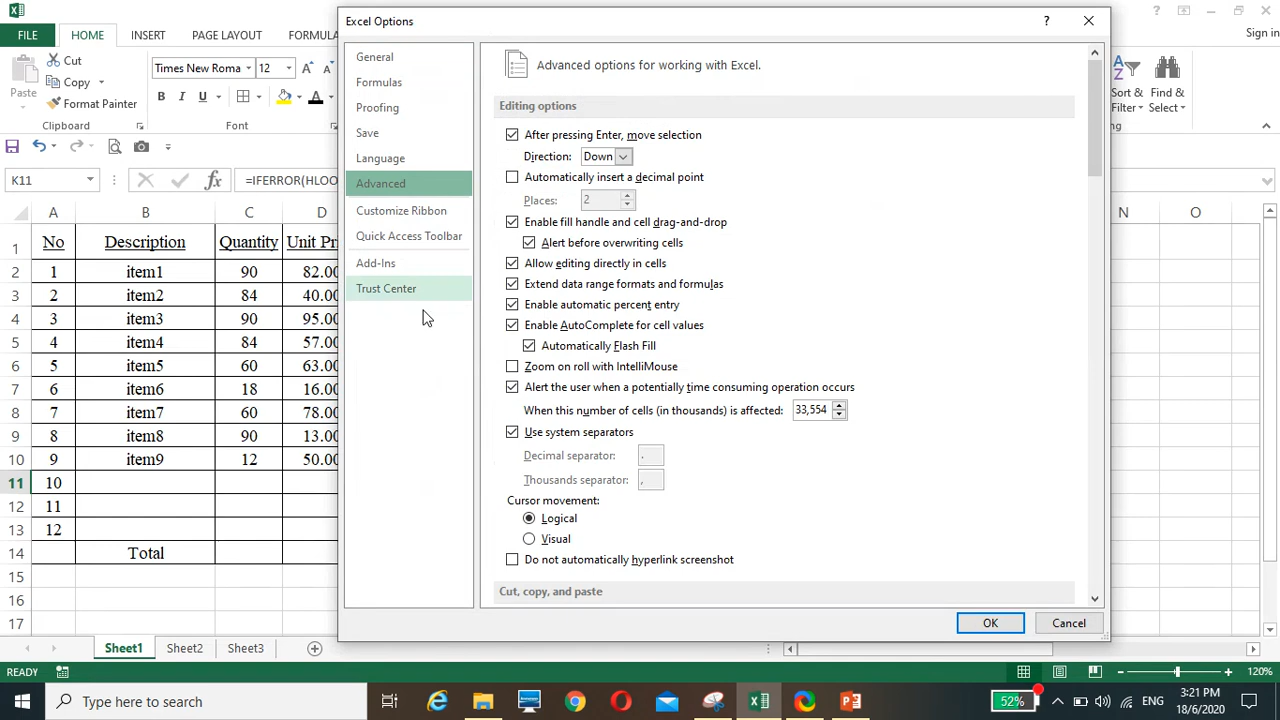 Excel Options
?
FILE
HOME
INSERT
PAGE LAYOUT
FORMULA
Sign in
Cut
Copy
Format Painter
Paste
Clipboard
Times New Roma
12
A
A
B
I
U
A
Font
Sort &
Filter
Find &
Select
K11
fx
=IFERROR(HLOO
General
Formulas
Proofing
Save
Language
Advanced
Customize Ribbon
Quick Access Toolbar
Add-Ins
Trust Center
Advanced options for working with Excel.
Editing options
After pressing Enter, move selection
Direction: Down
Automatically insert a decimal point
Places: 2
Enable fill handle and cell drag-and-drop
Alert before overwriting cells
Allow editing directly in cells
Extend data range formats and formulas
Enable automatic percent entry
Enable AutoComplete for cell values
Automatically Flash Fill
Zoom on roll with IntelliMouse
Alert the user when a potentially time consuming operation occurs
When this number of cells (in thousands) is affected: 33,554
Use system separators
Decimal separator: .
Thousands separator: ,
Cursor movement:
Logical
Visual
Do not automatically hyperlink screenshot
Cut, copy, and paste
OK
Cancel
A B C D N O
1 No Description Quantity Unit Pri
2 1 item1 90 82.00
3 2 item2 84 40.00
4 3 item3 90 95.00
5 4 item4 84 57.00
6 5 item5 60 63.00
7 6 item6 18 16.00
8 7 item7 60 78.00
9 8 item8 90 13.00
10 9 item9 12 50.00
11 10
12 11
13 12
14 Total
15
16
17
Sheet1
Sheet2
Sheet3
READY
120%
Type here to search
52%
ENG
3:21 PM
18/6/2020